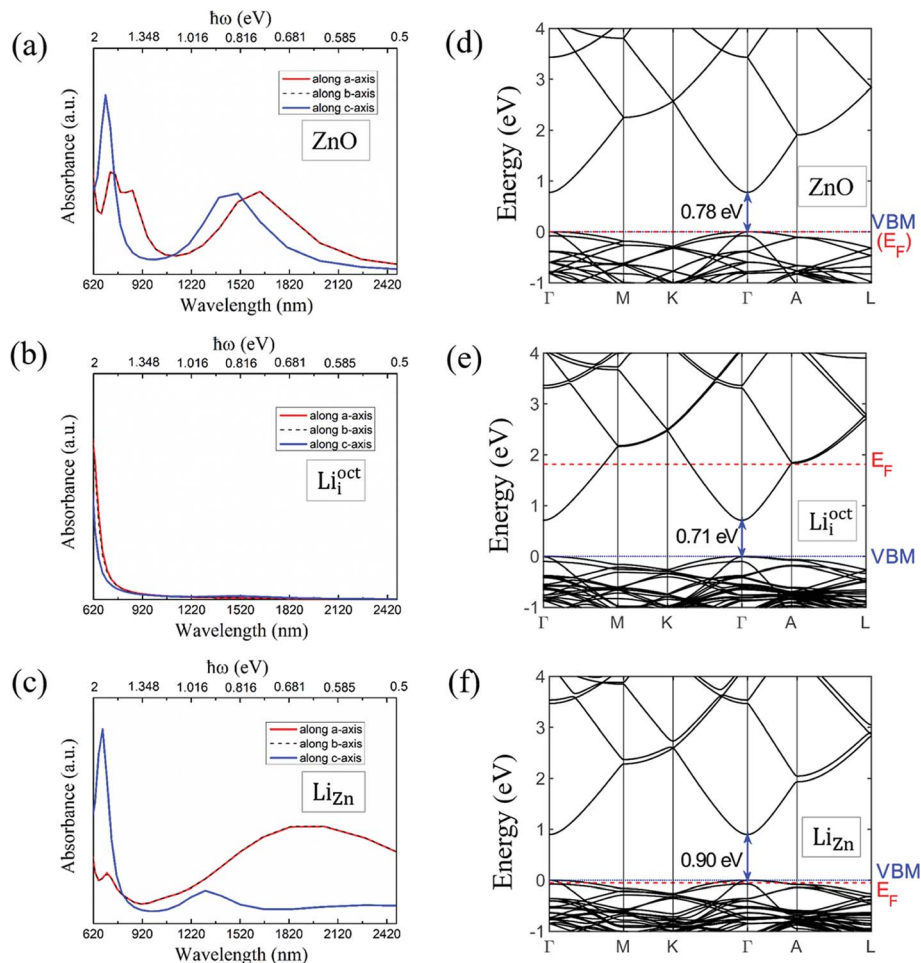 (a)
ħω (eV)
2 1.348 1.016 0.816 0.681 0.585 0.5
along a-axis
along b-axis
along c-axis
ZnO
Absorbance (a.u.)
620 920 1220 1520 1820 2120 2420
Wavelength (nm)
(d)
4
3
2
1
0
-1
Energy (eV)
ZnO
0.78 eV
VBM
(E_F)
Γ M K Γ A L
(b)
ħω (eV)
2 1.348 1.016 0.816 0.681 0.585 0.5
along a-axis
along b-axis
along c-axis
Li_i^oct
Absorbance (a.u.)
620 920 1220 1520 1820 2120 2420
Wavelength (nm)
(e)
4
3
2
1
0
-1
Energy (eV)
E_F
Li_i^oct
0.71 eV
VBM
Γ M K Γ A L
(c)
ħω (eV)
2 1.348 1.016 0.816 0.681 0.585 0.5
along a-axis
along b-axis
along c-axis
Li_Zn
Absorbance (a.u.)
620 920 1220 1520 1820 2120 2420
Wavelength (nm)
(f)
4
3
2
1
0
-1
Energy (eV)
Li_Zn
0.90 eV
VBM
E_F
Γ M K Γ A L